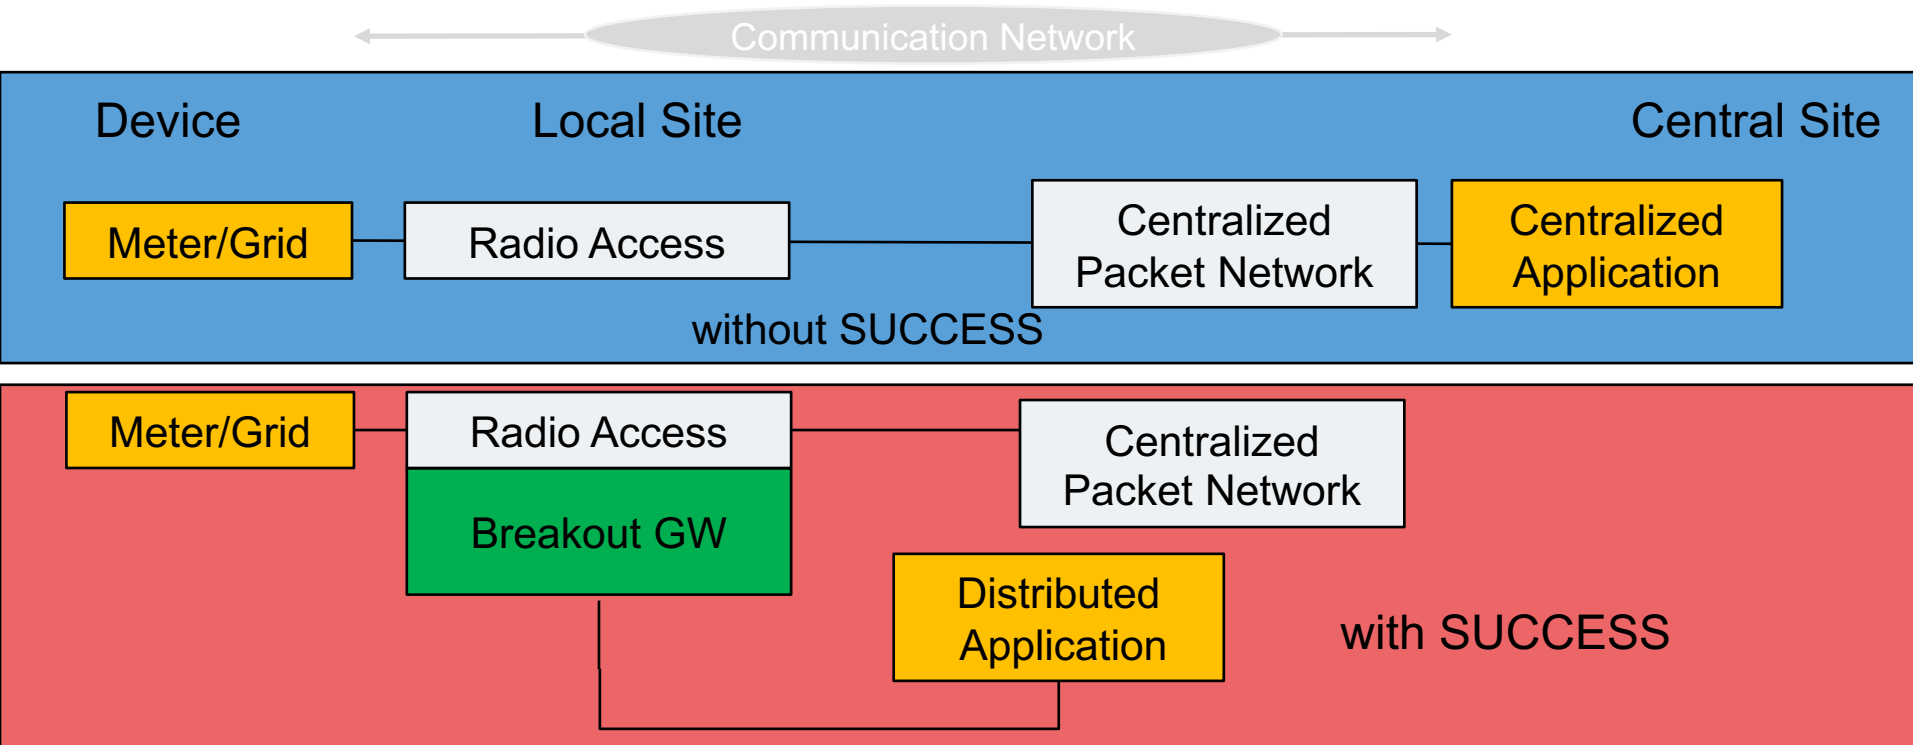 Communication Network
Device
Local Site
Central Site
Meter/Grid
Radio Access
Centralized
Packet Network
Centralized
Application
without SUCCESS
Meter/Grid
Radio Access
Centralized
Packet Network
Breakout GW
Distributed
Application
with SUCCESS